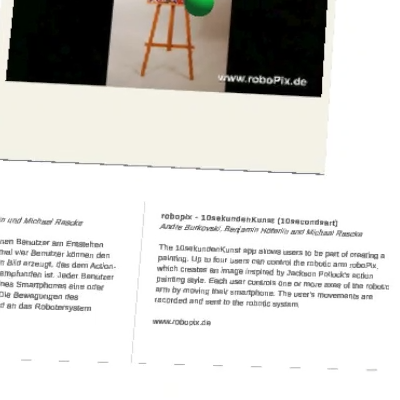 www.roboPix.de
n und Michael Raschke
nen Benutzer am Entstehen
mal vier Benutzer können den
n Bild erzeugt, das dem Action-
empfunden ist. Jeder Benutzer
nes Smartphones eine oder
Die Bewegungen des
d an das Robotersystem
robopix - 10sekundenKunst (10secondsart)
Andre Burkovski, Benjamin Höferlin und Michael Raschke
The 10sekundenKunst app allows users to be part of creating a
painting. Up to four users can control the robotic arm roboPix,
which creates an image inspired by Jackson Pollock's action
painting style. Each user controls one or more axes of the robotic
arm by moving their smartphone. The user's movements are
recorded and sent to the robotic system.
www.robopix.de